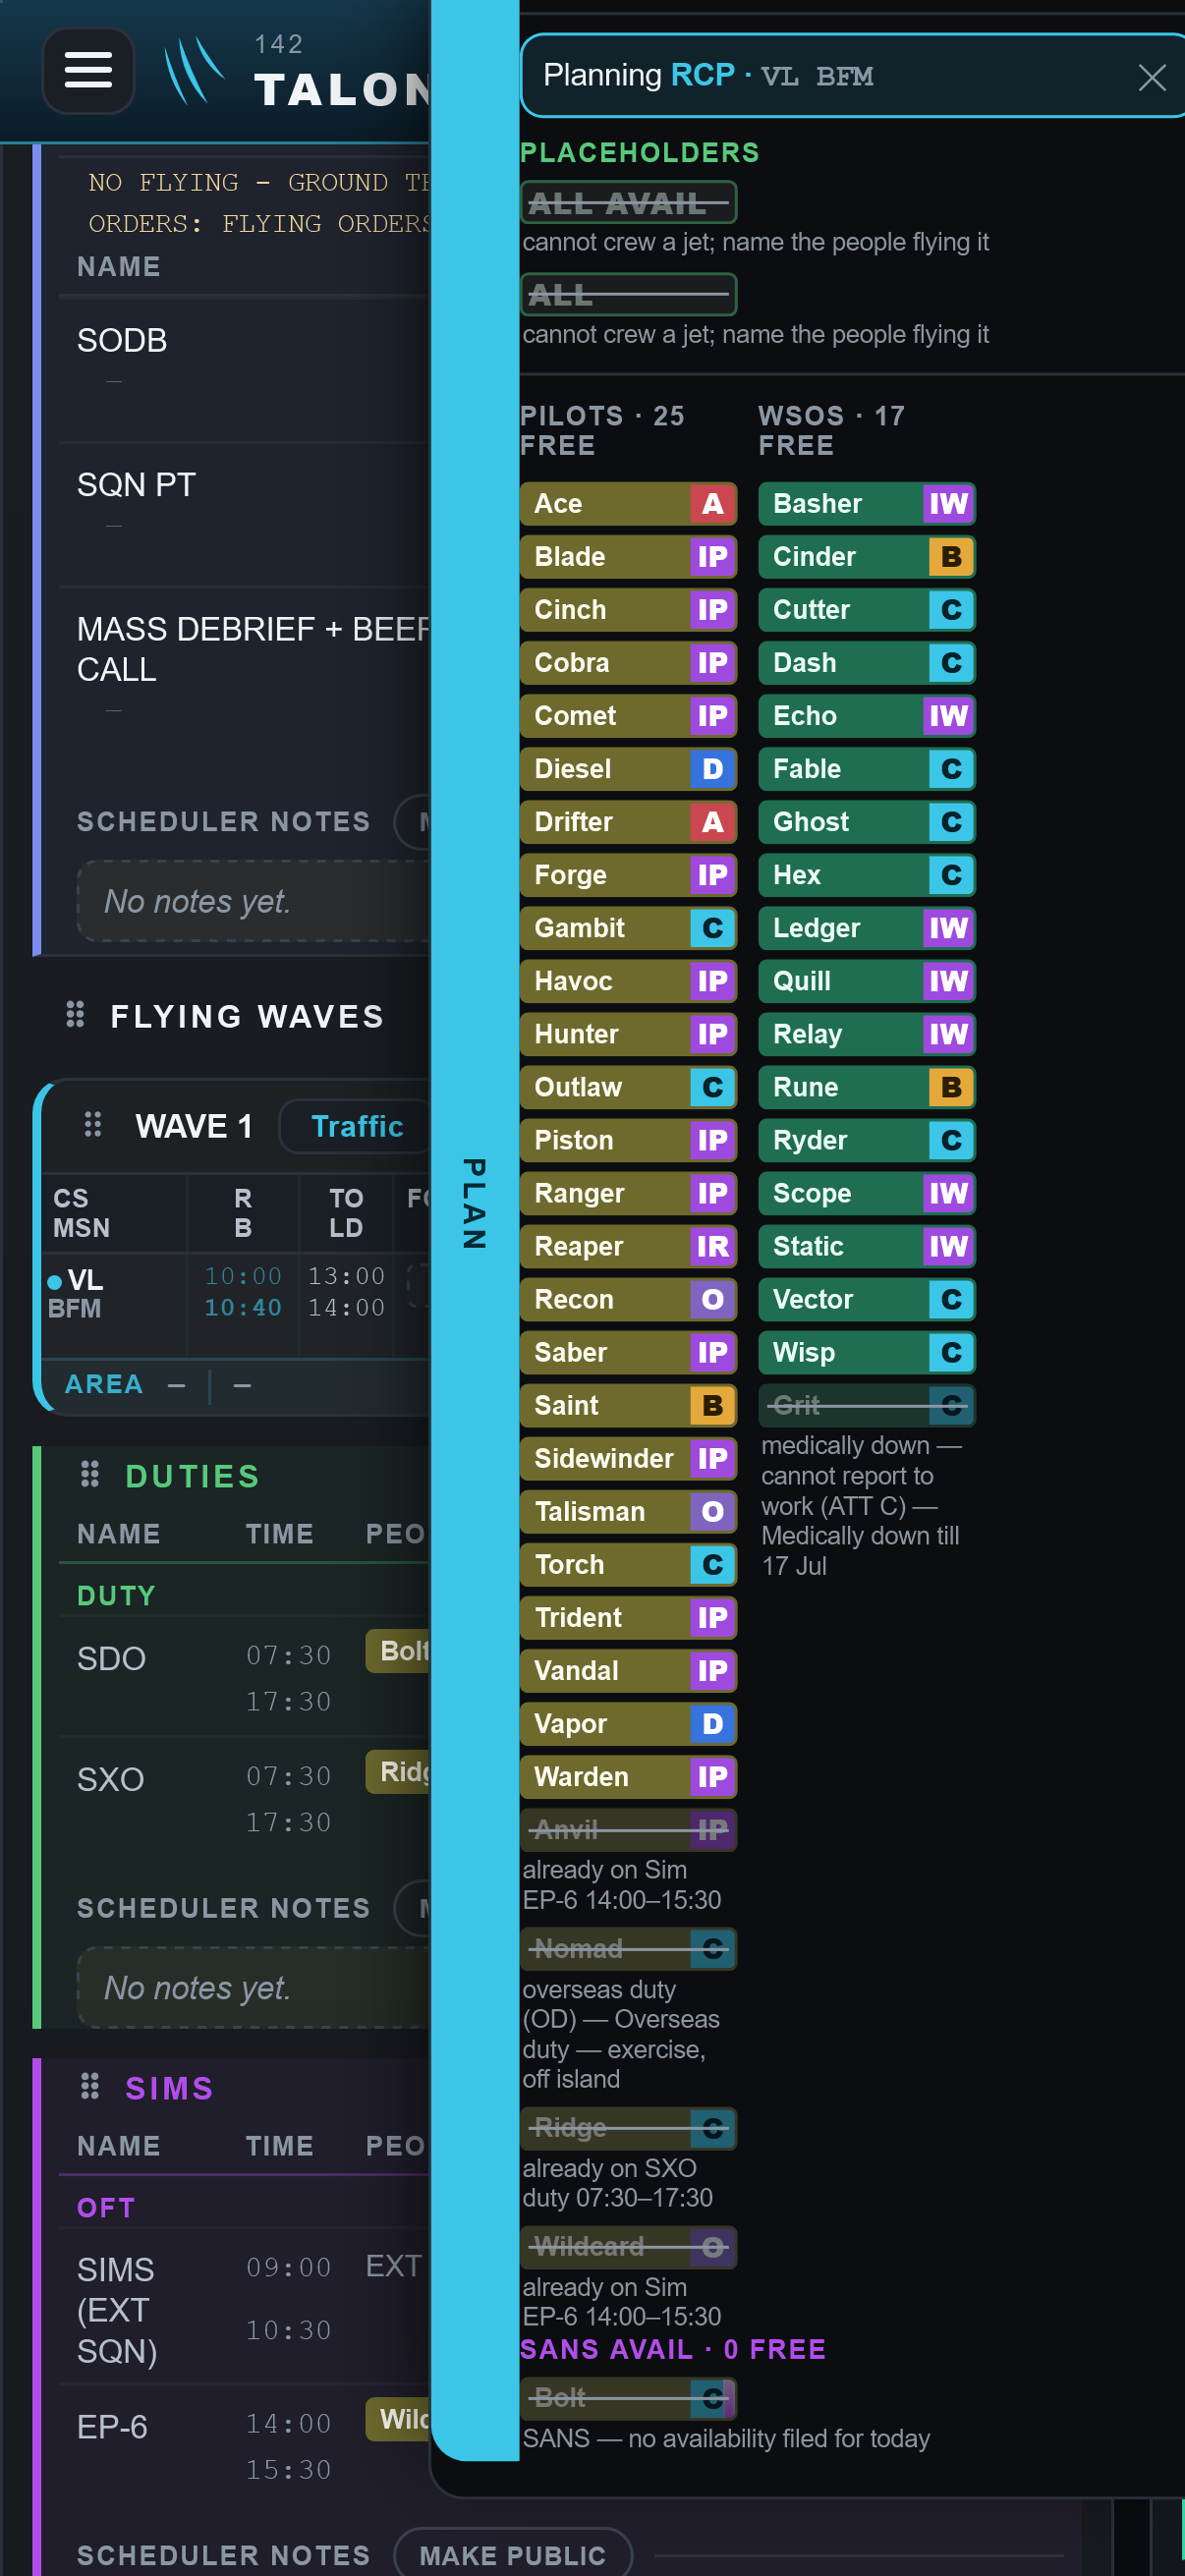 142
TALON
NO FLYING - GROUND
ORDERS: FLYING ORDERS
NAME
SODB
—
SQN PT
—
MASS DEBRIEF + BEER
CALL
—
SCHEDULER NOTES
No notes yet.
FLYING WAVES
WAVE 1 Traffic
CS R TO
MSN B LD
VL 10:00 13:00
BFM 10:40 14:00
AREA – | –
DUTIES
NAME TIME
DUTY
SDO 07:30 Bolt
17:30
SXO 07:30
17:30
SCHEDULER NOTES
No notes yet.
SIMS
NAME TIME
OFT
SIMS 09:00 EXT
(EXT
SQN) 10:30
EP-6 14:00
15:30
SCHEDULER NOTES MAKE PUBLIC
PLAN
Planning RCP · VL BFM
PLACEHOLDERS
ALL AVAIL
cannot crew a jet; name the people flying it
ALL
cannot crew a jet; name the people flying it
PILOTS · 25
FREE
Ace A
Blade IP
Cinch IP
Cobra IP
Comet IP
Diesel D
Drifter A
Forge IP
Gambit C
Havoc IP
Hunter IP
Outlaw C
Piston IP
Ranger IP
Reaper IR
Recon O
Saber IP
Saint B
Sidewinder IP
Talisman O
Torch C
Trident IP
Vandal IP
Vapor D
Warden IP
Anvil IP
already on Sim
EP-6 14:00–15:30
Nomad C
overseas duty
(OD) — Overseas
duty — exercise,
off island
Ridge C
already on SXO
duty 07:30–17:30
Wildcard O
already on Sim
EP-6 14:00–15:30
WSOS · 17
FREE
Basher IW
Cinder B
Cutter C
Dash C
Echo IW
Fable C
Ghost C
Hex C
Ledger IW
Quill IW
Relay IW
Rune B
Ryder C
Scope IW
Static IW
Vector C
Wisp C
Grit C
medically down —
cannot report to
work (ATT C) —
Medically down till
17 Jul
SANS AVAIL · 0 FREE
Bolt C
SANS — no availability filed for today